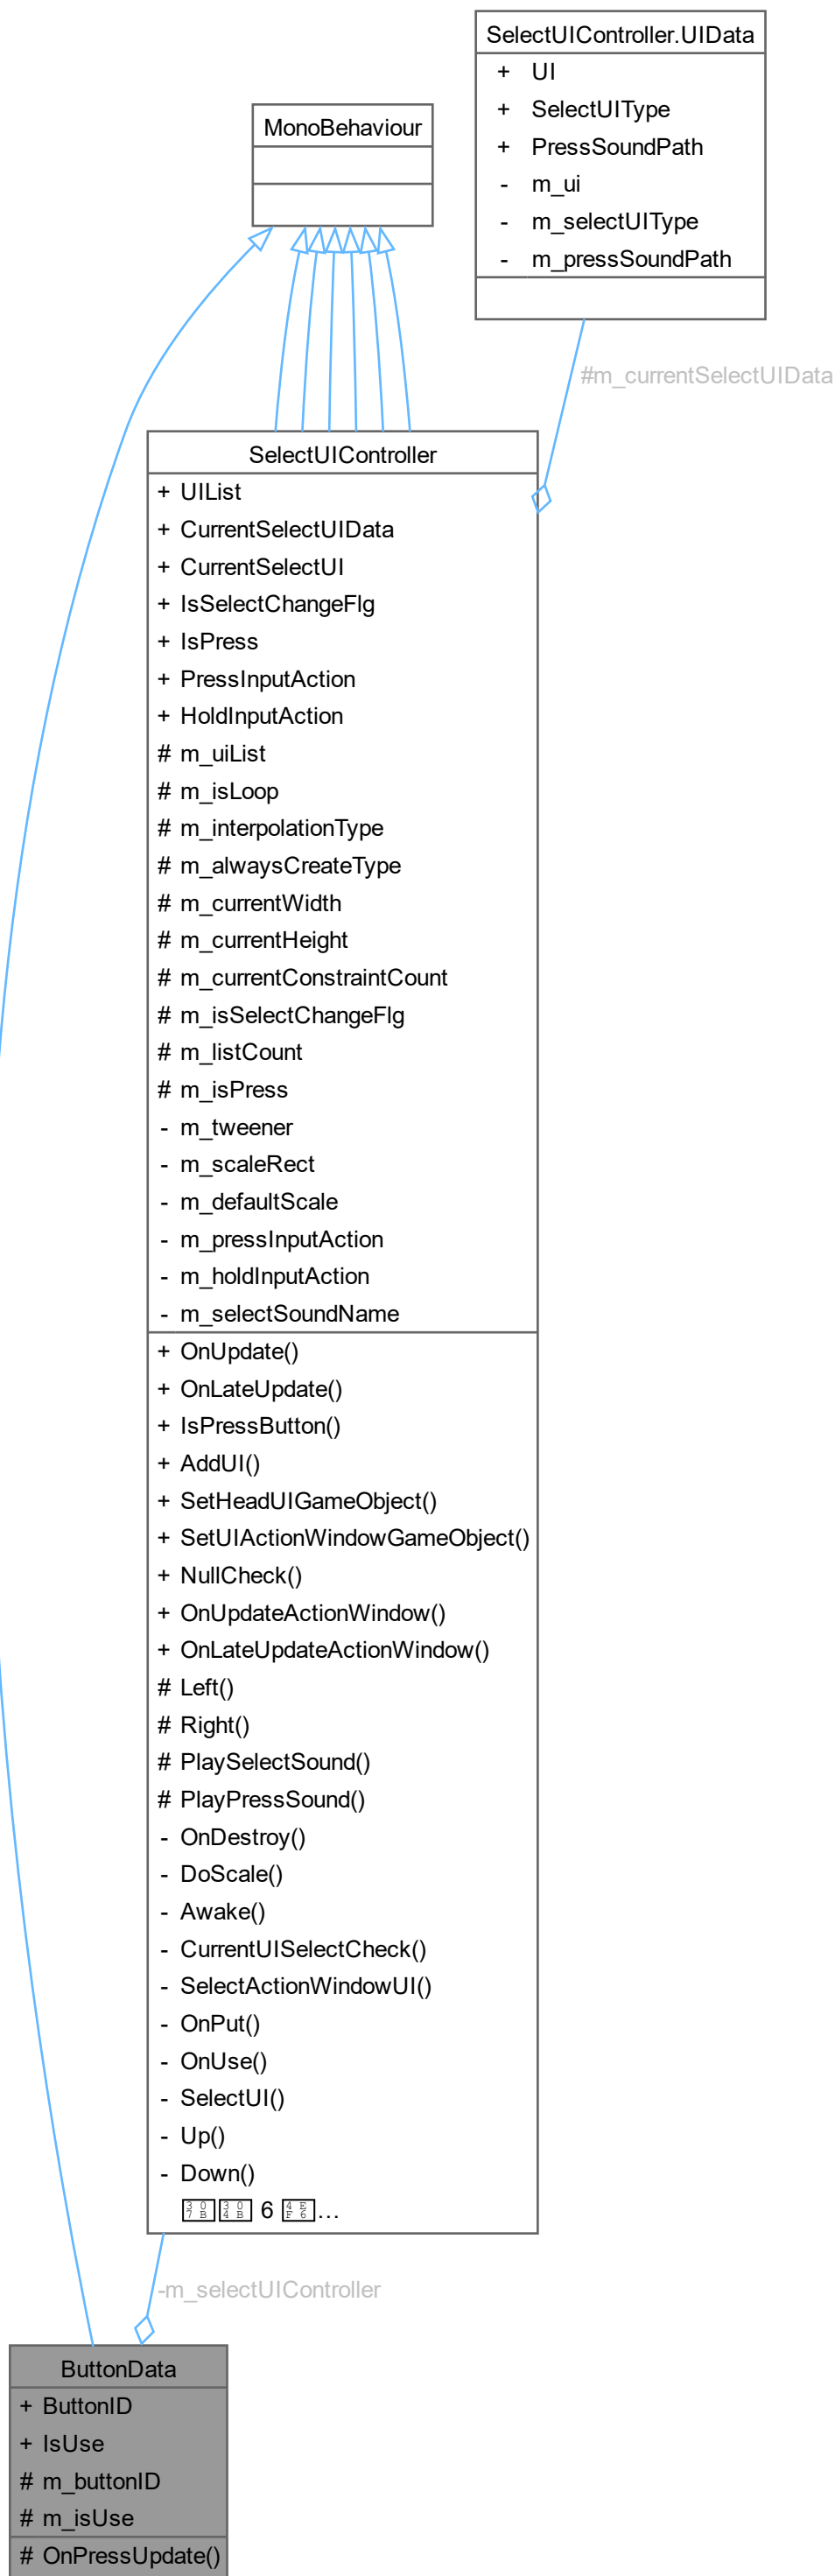 SelectUIController.UIData
+ UI
+ SelectUIType
+ PressSoundPath
- m_ui
- m_selectUIType
- m_pressSoundPath
MonoBehaviour
#m_currentSelectUIData
SelectUIController
+ UIList
+ CurrentSelectUIData
+ CurrentSelectUI
+ IsSelectChangeFlg
+ IsPress
+ PressInputAction
+ HoldInputAction
# m_uiList
# m_isLoop
# m_interpolationType
# m_alwaysCreateType
# m_currentWidth
# m_currentHeight
# m_currentConstraintCount
# m_isSelectChangeFlg
# m_listCount
# m_isPress
- m_tweener
- m_scaleRect
- m_defaultScale
- m_pressInputAction
- m_holdInputAction
- m_selectSoundName
+ OnUpdate()
+ OnLateUpdate()
+ IsPressButton()
+ AddUI()
+ SetHeadUIGameObject()
+ SetUIActionWindowGameObject()
+ NullCheck()
+ OnUpdateActionWindow()
+ OnLateUpdateActionWindow()
# Left()
# Right()
# PlaySelectSound()
# PlayPressSound()
- OnDestroy()
- DoScale()
- Awake()
- CurrentUISelectCheck()
- SelectActionWindowUI()
- OnPut()
- OnUse()
- SelectUI()
- Up()
- Down()
6 ...
-m_selectUIController
ButtonData
+ ButtonID
+ IsUse
# m_buttonID
# m_isUse
# OnPressUpdate()